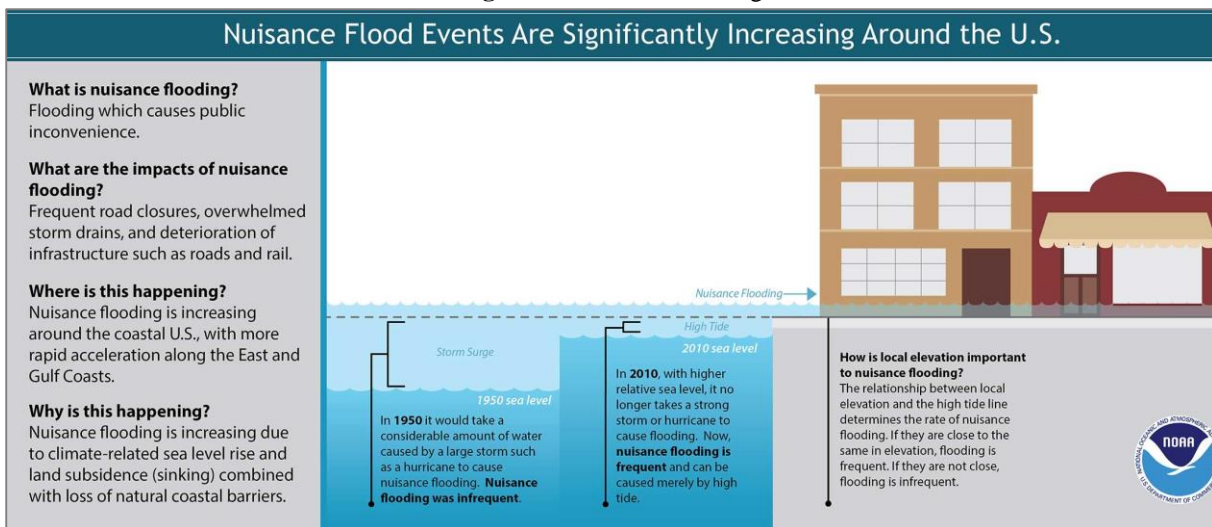 Nuisance Flood Events Are Significantly Increasing Around the U.S.
What is nuisance flooding?
Flooding which causes public
inconvenience.
What are the impacts of nuisance
flooding?
Frequent road closures, overwhelmed
storm drains, and deterioration of
infrastructure such as roads and rail.
Where is this happening?
Nuisance flooding is increasing
around the coastal U.S., with more
rapid acceleration along the East and
Gulf Coasts.
Why is this happening?
Nuisance flooding is increasing due
to climate-related sea level rise and
land subsidence (sinking) combined
with loss of natural coastal barriers.
Nuisance Flooding
Storm Surge
1950 sea level
In 1950 it would take a
considerable amount of water
caused by a large storm such
as a hurricane to cause
nuisance flooding. Nuisance
flooding was infrequent.
High Tide
2010 sea level
In 2010, with higher
relative sea level, it no
longer takes a strong
storm or hurricane to
cause flooding. Now,
nuisance flooding is
frequent and can be
caused merely by high
tide.
How is local elevation important
to nuisance flooding?
The relationship between local
elevation and the high tide line
determines the rate of nuisance
flooding. If they are close to the
same in elevation, flooding is
frequent. If they are not close,
flooding is infrequent.
NATIONAL OCEANIC AND ATMOSPHERIC
NOAA
U.S. DEPARTMENT OF